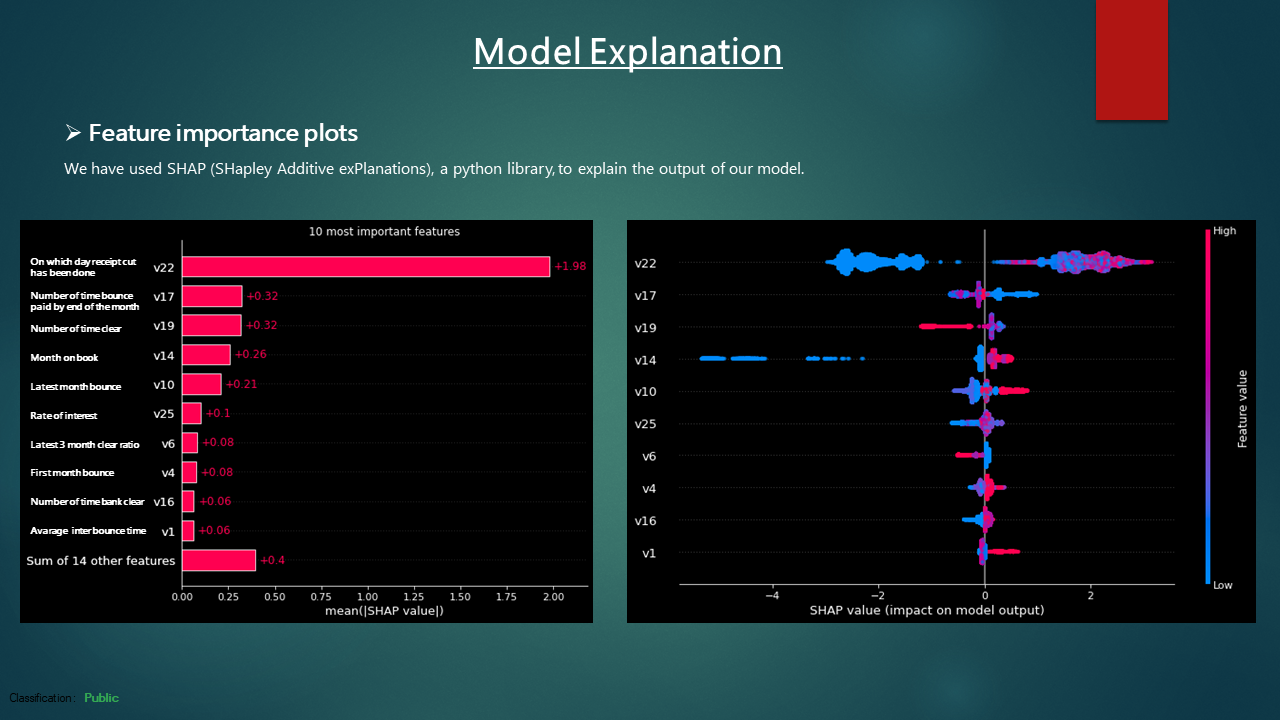 Model Explanation
➢ Feature importance plots
We have used SHAP (SHapley Additive exPlanations), a python library, to explain the output of our model.
10 most important features
On which day receipt cut
has been done
v22
+1.98
Number of time bounce
paid by end of the month
v17
+0.32
Number of time clear
v19
+0.32
Month on book
v14
+0.26
Latest month bounce
v10
+0.21
Rate of interest
v25
+0.1
Latest 3 month clear ratio
v6
+0.08
First month bounce
v4
+0.08
Number of time bank clear
v16
+0.06
Avarage inter bounce time
v1
+0.06
Sum of 14 other features
+0.4
0.00 0.25 0.50 0.75 1.00 1.25 1.50 1.75 2.00
mean(|SHAP value|)
High
v22
v17
v19
v14
v10
v25
v6
v4
v16
v1
Feature value
Low
−4 −2 0 2
SHAP value (impact on model output)
Classification: Public